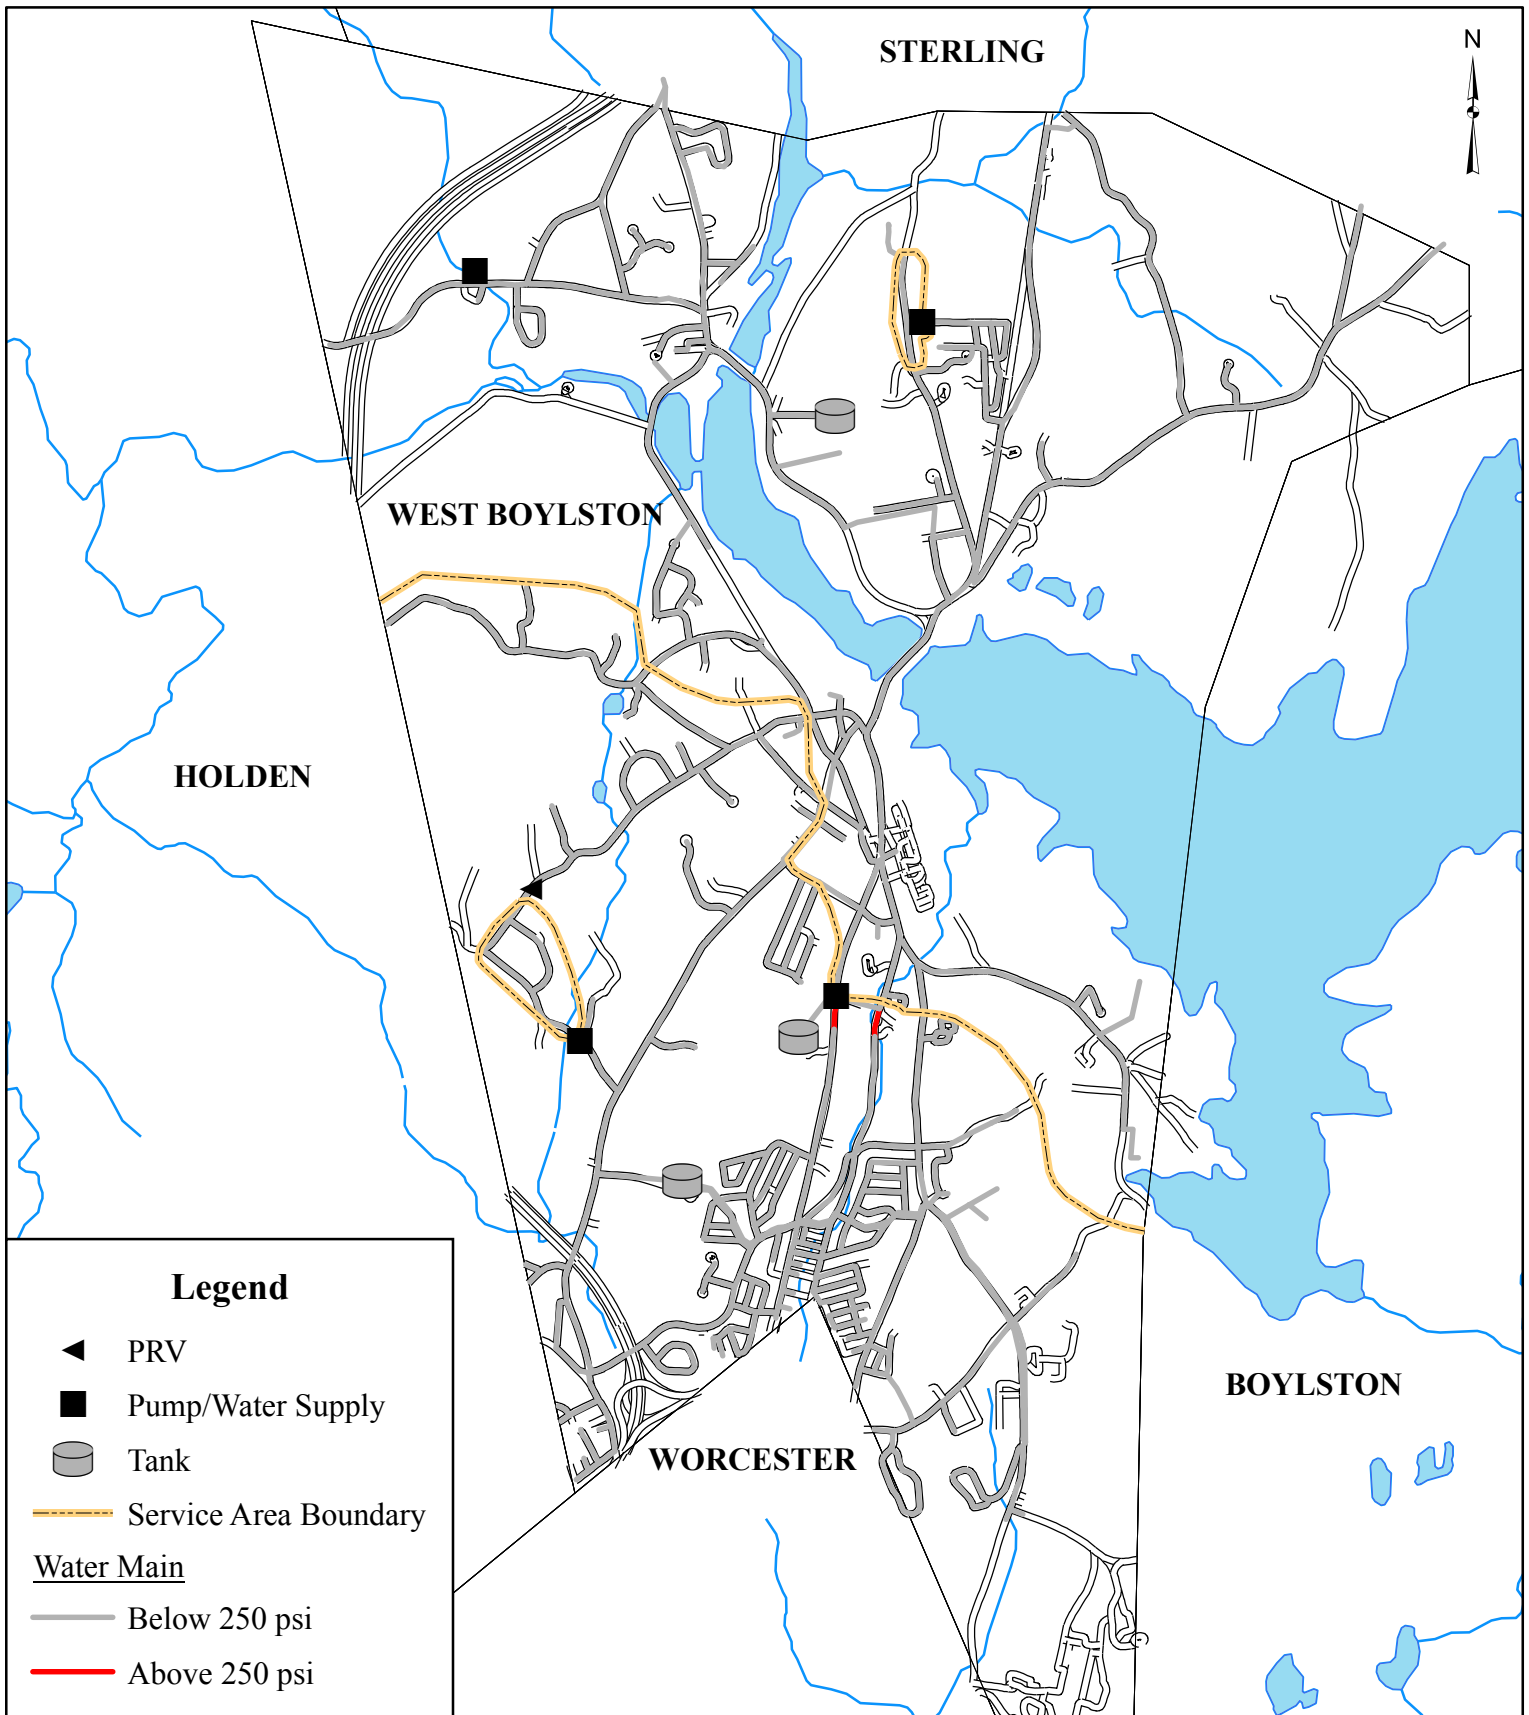 STERLING
N
WEST BOYLSTON
HOLDEN
BOYLSTON
WORCESTER
Legend
PRV
Pump/Water Supply
Tank
Service Area Boundary
Water Main
Below 250 psi
Above 250 psi